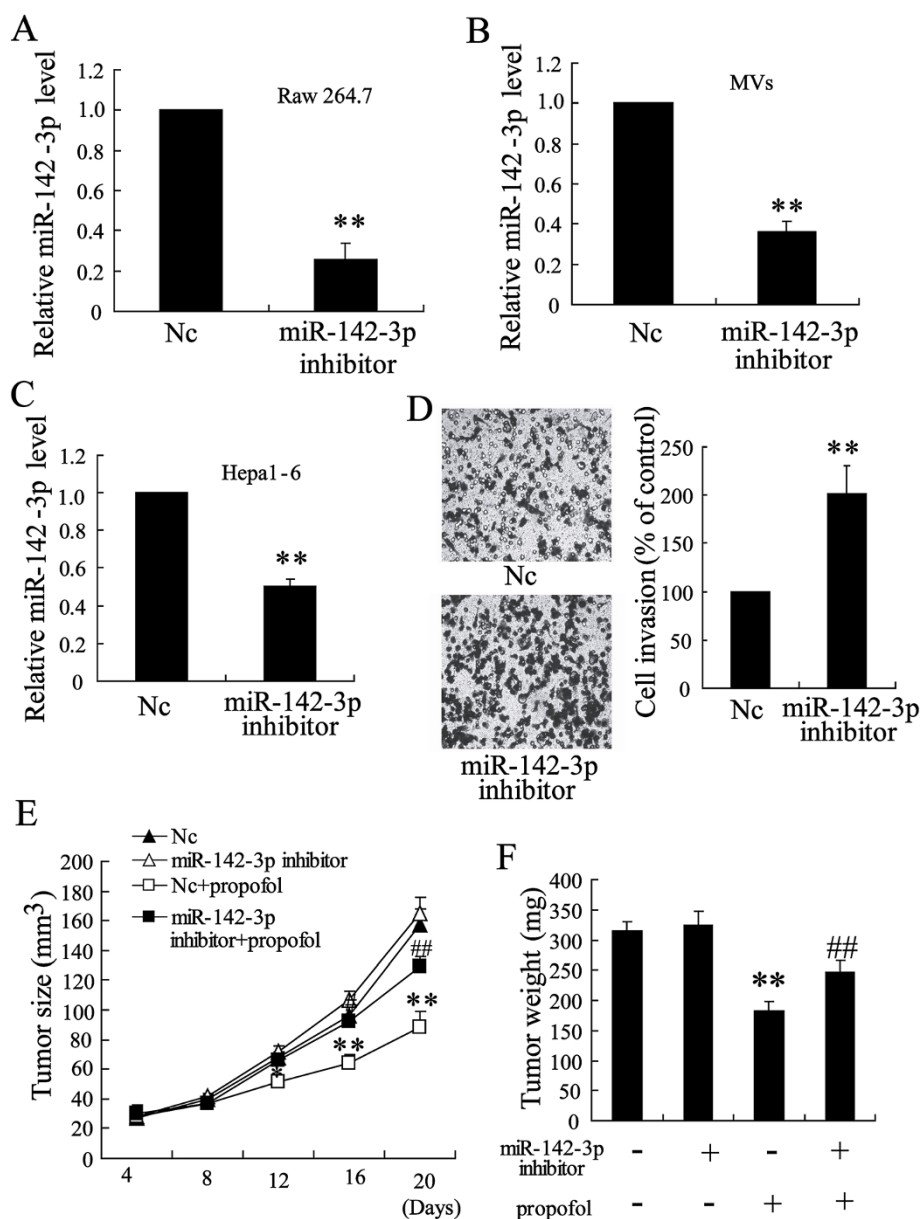 A
Relative miR-142-3p level
1.2
1.0
0.8
0.6
0.4
0.2
0
Raw 264.7
**
Nc
miR-142-3p
inhibitor
B
Relative miR-142-3p level
1.2
1.0
0.8
0.6
0.4
0.2
0
MVs
**
Nc
miR-142-3p
inhibitor
C
Relative miR-142-3p level
1.2
1.0
0.8
0.6
0.4
0.2
0
Hepa1-6
**
Nc
miR-142-3p
inhibitor
D
Nc
miR-142-3p
inhibitor
Cell invasion (% of control)
250
200
150
100
50
0
**
Nc
miR-142-3p
inhibitor
E
Nc
miR-142-3p inhibitor
Nc+propofol
miR-142-3p
inhibitor+propofol
Tumor size (mm3)
200
180
160
140
120
100
80
60
40
20
0
##
**
**
*
4
8
12
16
20
(Days)
F
Tumor weight (mg)
400
350
300
250
200
150
100
50
0
**
##
miR-142-3p
inhibitor
- + - +
propofol
- - + +